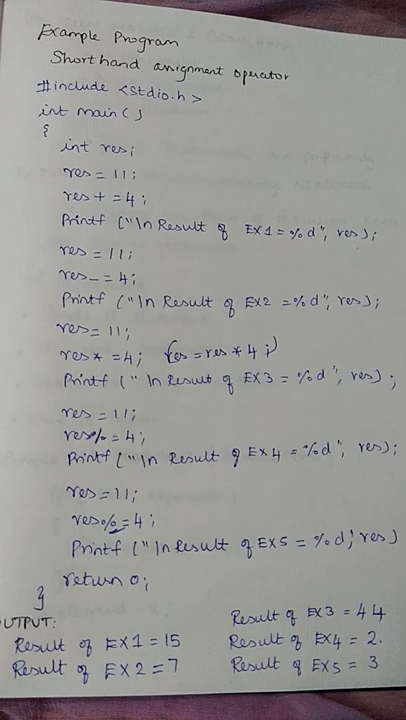 Example Program
Shorthand assignment operator
#include <stdio.h>
int main()
{
int res;
res = 11;
res + = 4;
Printf ("\n Result of EX1 = %d", res);
res = 11;
res - = 4;
Printf ("\n Result of EX2 = %d", res);
res = 11;
res * = 4; (res = res * 4;)
Printf ("\n Result of EX3 = %d", res);
res = 11;
res/ = 4;
Printf ("\n Result of EX4 = %d", res);
res = 11;
res % = 4;
Printf ("\n Result of EX5 = %d", res)
return 0;
}
UTPUT:
Result of EX1 = 15
Result of EX2 = 7
Result of EX3 = 44
Result of EX4 = 2.
Result of EX5 = 3